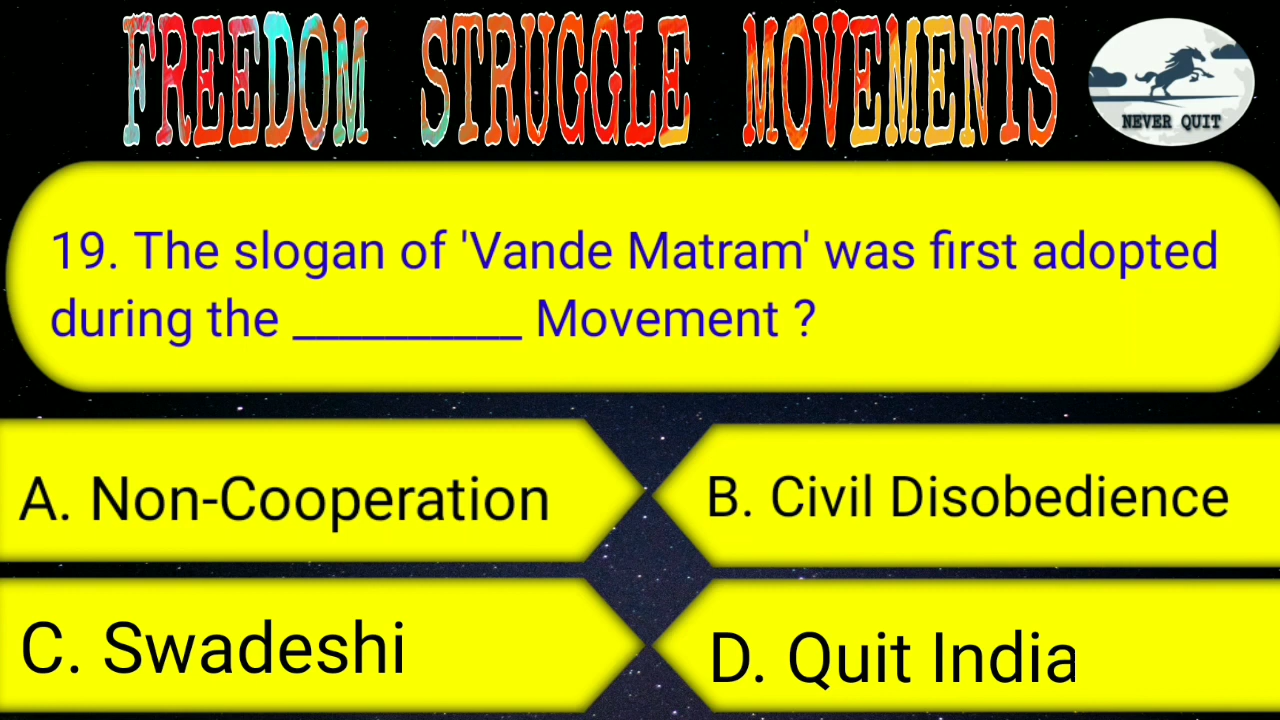 FREEDOM STRUGGLE MOVEMENTS
NEVER QUIT
19. The slogan of 'Vande Matram' was first adopted
during the __________ Movement ?
A. Non-Cooperation
B. Civil Disobedience
C. Swadeshi
D. Quit India